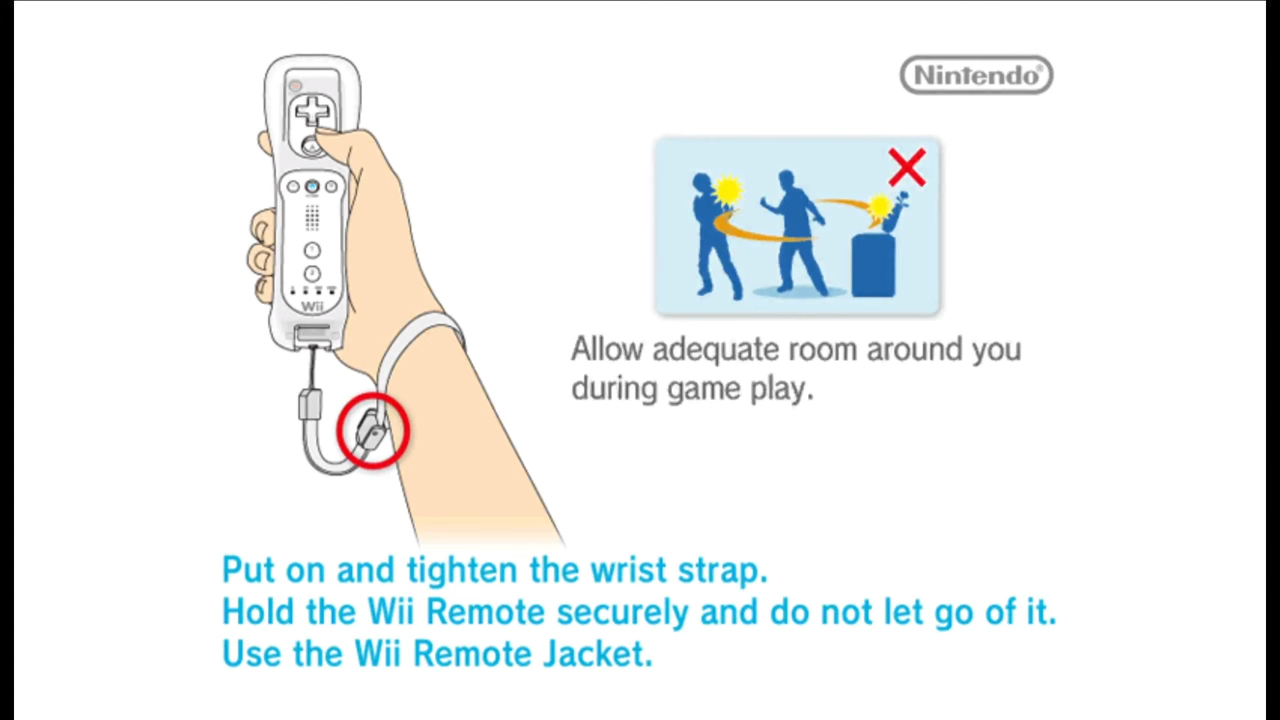 Nintendo®
Allow adequate room around you
during game play.
Wii
Put on and tighten the wrist strap.
Hold the Wii Remote securely and do not let go of it.
Use the Wii Remote Jacket.